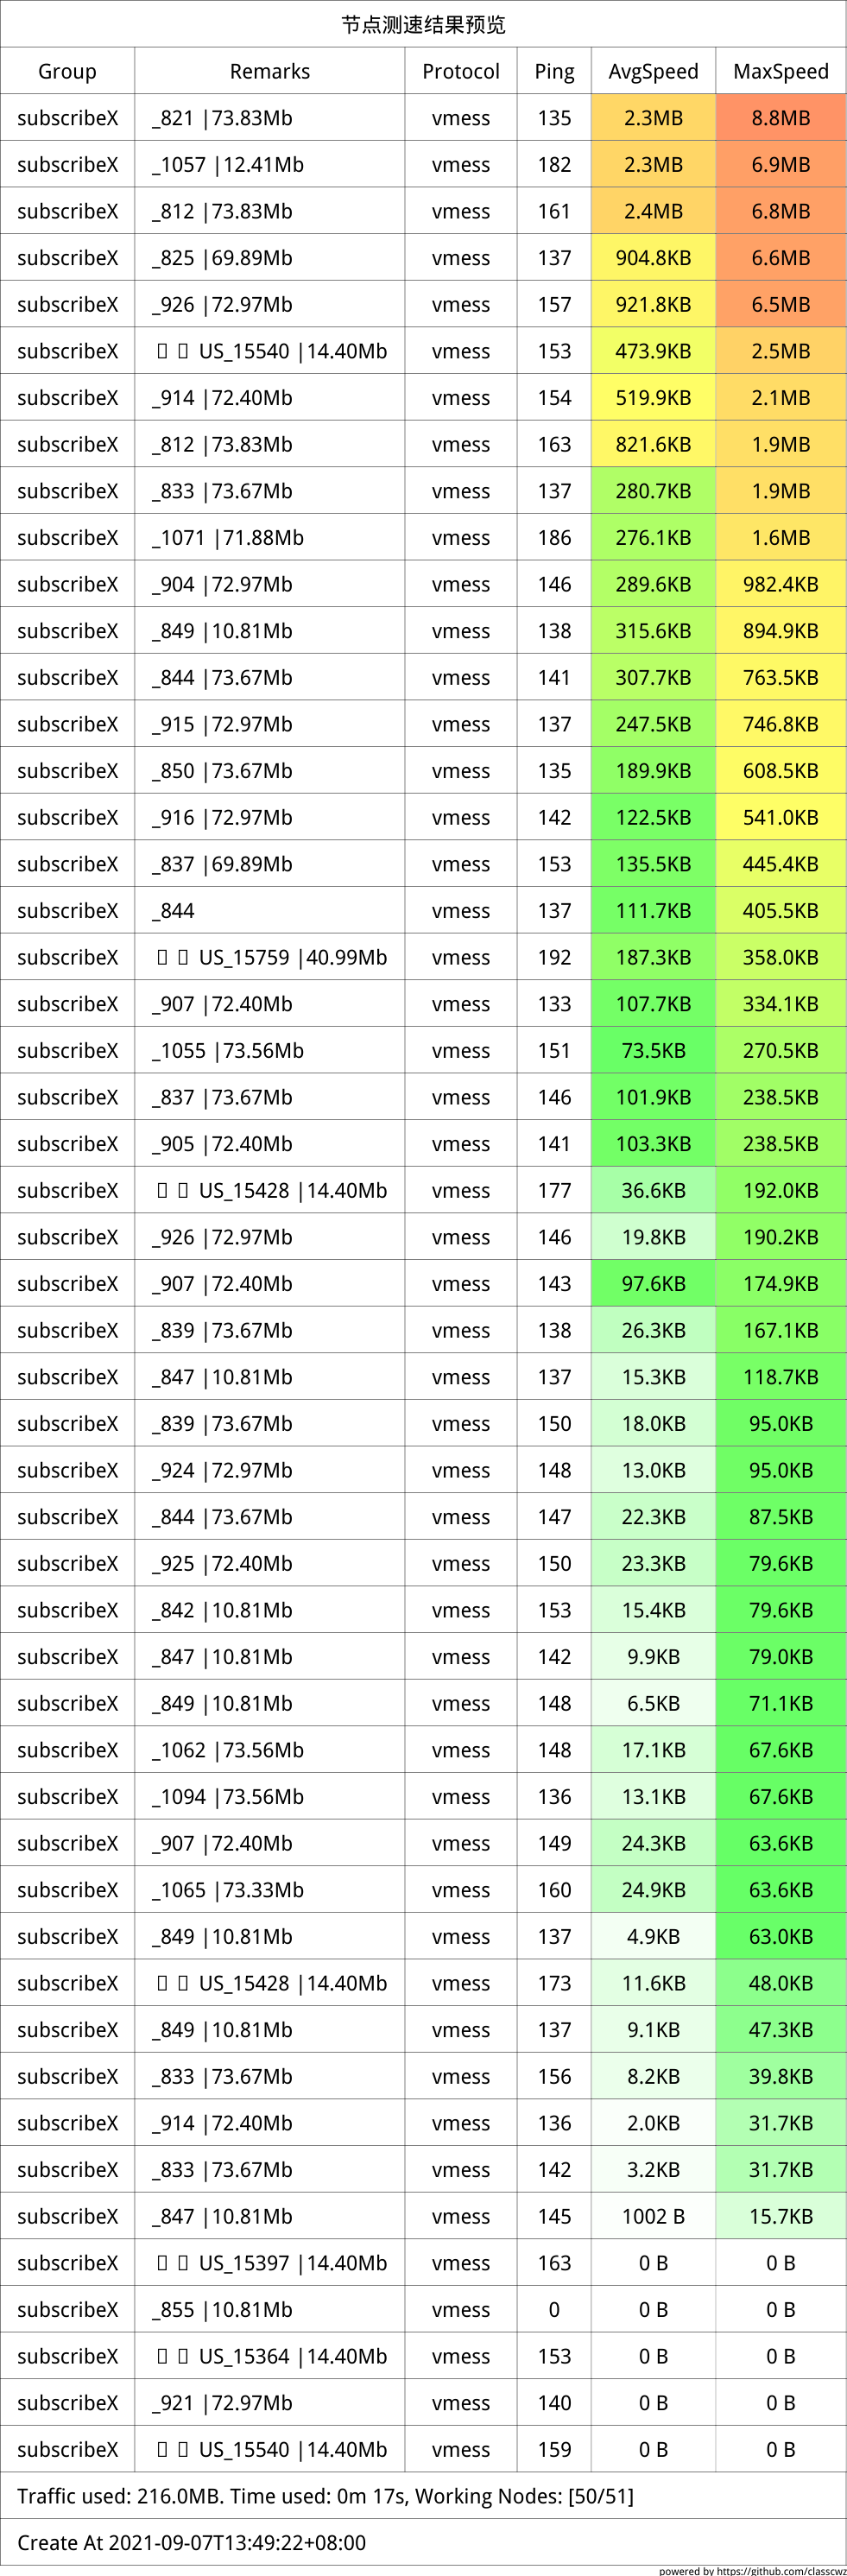 节点测速结果预览
Group Remarks Protocol Ping AvgSpeed MaxSpeed
subscribeX _821 |73.83Mb vmess 135 2.3MB 8.8MB
subscribeX _1057 |12.41Mb vmess 182 2.3MB 6.9MB
subscribeX _812 |73.83Mb vmess 161 2.4MB 6.8MB
subscribeX _825 |69.89Mb vmess 137 904.8KB 6.6MB
subscribeX _926 |72.97Mb vmess 157 921.8KB 6.5MB
subscribeX US_15540 |14.40Mb vmess 153 473.9KB 2.5MB
subscribeX _914 |72.40Mb vmess 154 519.9KB 2.1MB
subscribeX _812 |73.83Mb vmess 163 821.6KB 1.9MB
subscribeX _833 |73.67Mb vmess 137 280.7KB 1.9MB
subscribeX _1071 |71.88Mb vmess 186 276.1KB 1.6MB
subscribeX _904 |72.97Mb vmess 146 289.6KB 982.4KB
subscribeX _849 |10.81Mb vmess 138 315.6KB 894.9KB
subscribeX _844 |73.67Mb vmess 141 307.7KB 763.5KB
subscribeX _915 |72.97Mb vmess 137 247.5KB 746.8KB
subscribeX _850 |73.67Mb vmess 135 189.9KB 608.5KB
subscribeX _916 |72.97Mb vmess 142 122.5KB 541.0KB
subscribeX _837 |69.89Mb vmess 153 135.5KB 445.4KB
subscribeX _844 vmess 137 111.7KB 405.5KB
subscribeX US_15759 |40.99Mb vmess 192 187.3KB 358.0KB
subscribeX _907 |72.40Mb vmess 133 107.7KB 334.1KB
subscribeX _1055 |73.56Mb vmess 151 73.5KB 270.5KB
subscribeX _837 |73.67Mb vmess 146 101.9KB 238.5KB
subscribeX _905 |72.40Mb vmess 141 103.3KB 238.5KB
subscribeX US_15428 |14.40Mb vmess 177 36.6KB 192.0KB
subscribeX _926 |72.97Mb vmess 146 19.8KB 190.2KB
subscribeX _907 |72.40Mb vmess 143 97.6KB 174.9KB
subscribeX _839 |73.67Mb vmess 138 26.3KB 167.1KB
subscribeX _847 |10.81Mb vmess 137 15.3KB 118.7KB
subscribeX _839 |73.67Mb vmess 150 18.0KB 95.0KB
subscribeX _924 |72.97Mb vmess 148 13.0KB 95.0KB
subscribeX _844 |73.67Mb vmess 147 22.3KB 87.5KB
subscribeX _925 |72.40Mb vmess 150 23.3KB 79.6KB
subscribeX _842 |10.81Mb vmess 153 15.4KB 79.6KB
subscribeX _847 |10.81Mb vmess 142 9.9KB 79.0KB
subscribeX _849 |10.81Mb vmess 148 6.5KB 71.1KB
subscribeX _1062 |73.56Mb vmess 148 17.1KB 67.6KB
subscribeX _1094 |73.56Mb vmess 136 13.1KB 67.6KB
subscribeX _907 |72.40Mb vmess 149 24.3KB 63.6KB
subscribeX _1065 |73.33Mb vmess 160 24.9KB 63.6KB
subscribeX _849 |10.81Mb vmess 137 4.9KB 63.0KB
subscribeX US_15428 |14.40Mb vmess 173 11.6KB 48.0KB
subscribeX _849 |10.81Mb vmess 137 9.1KB 47.3KB
subscribeX _833 |73.67Mb vmess 156 8.2KB 39.8KB
subscribeX _914 |72.40Mb vmess 136 2.0KB 31.7KB
subscribeX _833 |73.67Mb vmess 142 3.2KB 31.7KB
subscribeX _847 |10.81Mb vmess 145 1002 B 15.7KB
subscribeX US_15397 |14.40Mb vmess 163 0 B 0 B
subscribeX _855 |10.81Mb vmess 0 0 B 0 B
subscribeX US_15364 |14.40Mb vmess 153 0 B 0 B
subscribeX _921 |72.97Mb vmess 140 0 B 0 B
subscribeX US_15540 |14.40Mb vmess 159 0 B 0 B
Traffic used: 216.0MB. Time used: 0m 17s, Working Nodes: [50/51]
Create At 2021-09-07T13:49:22+08:00
powered by https://github.com/classcwz